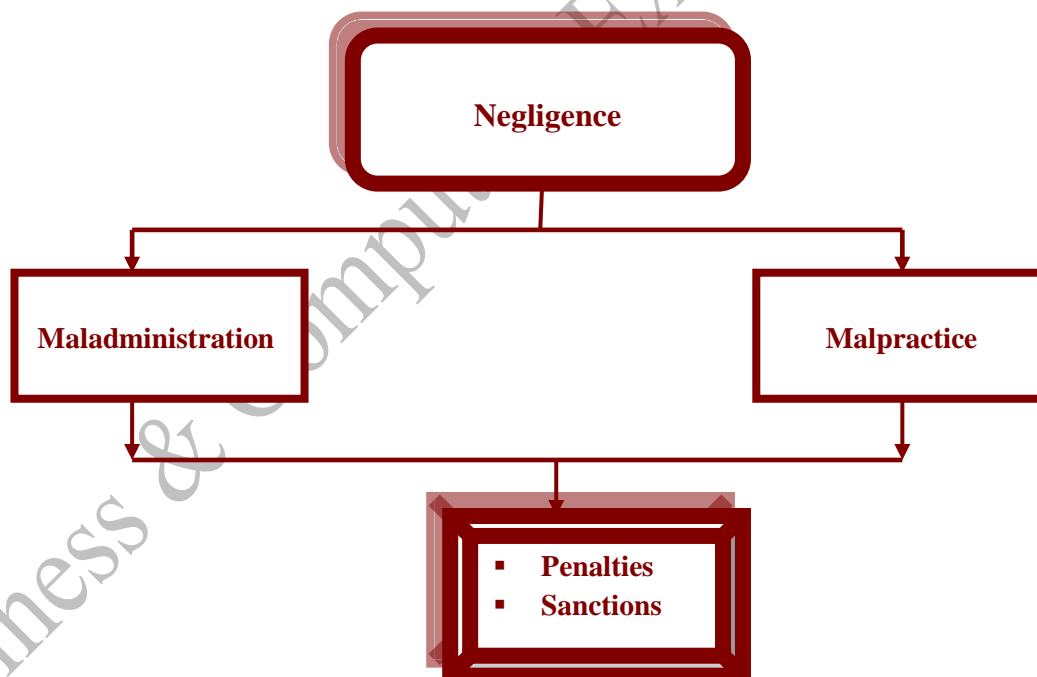 Negligence
Maladministration
Malpractice
▪ Penalties
▪ Sanctions
&